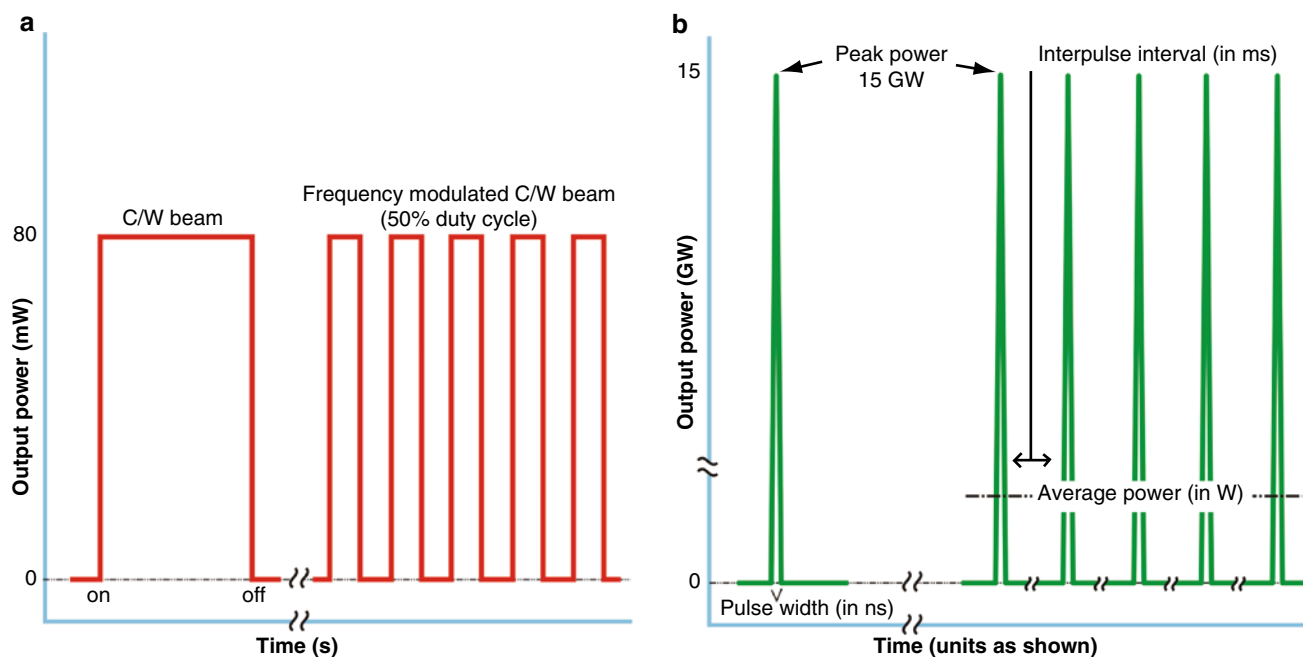 a
Output power (mW)
80
0
C/W beam
Frequency modulated C/W beam
(50% duty cycle)
on
off
Time (s)
b
Output power (GW)
15
0
Peak power
15 GW
Interpulse interval (in ms)
Average power (in W)
Pulse width (in ns)
Time (units as shown)